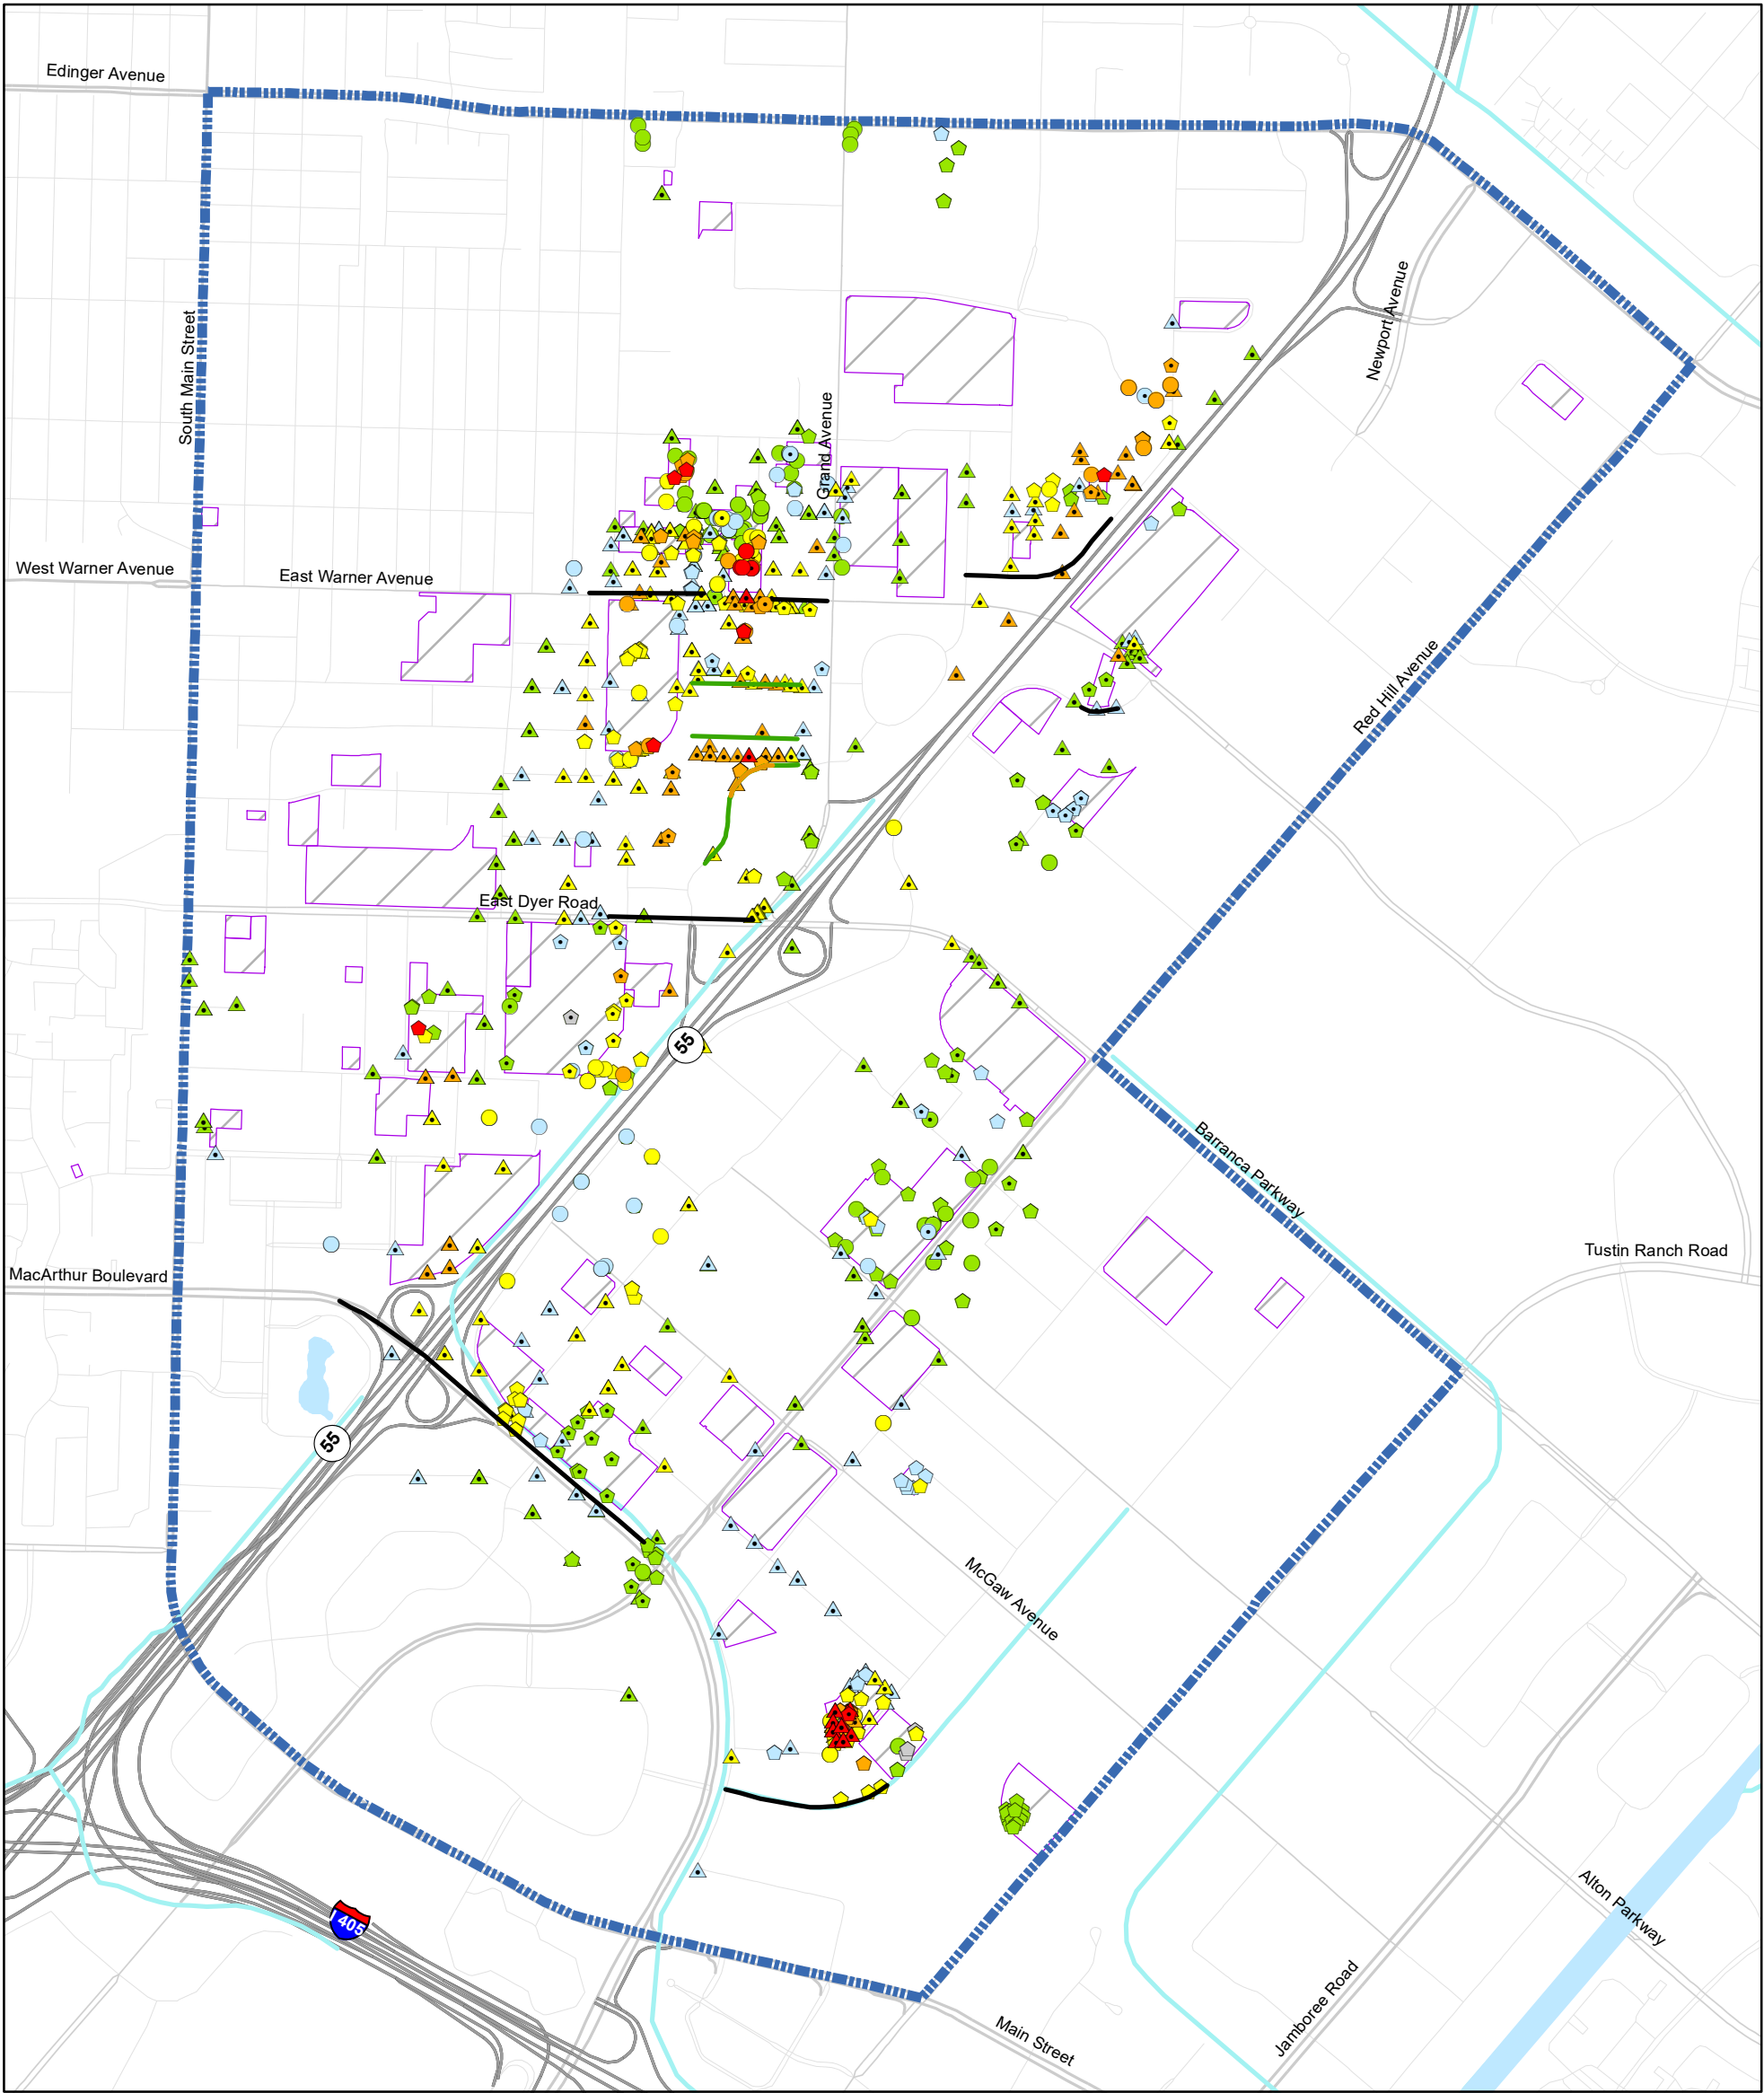 Edinger Avenue
Newport Avenue
South Main Street
Grand Avenue
West Warner Avenue
East Warner Avenue
Red Hill Avenue
East Dyer Road
55
Barranca Parkway
Tustin Ranch Road
MacArthur Boulevard
55
McGaw Avenue
Alton Parkway
I 405
Jamboree Road
Main Street